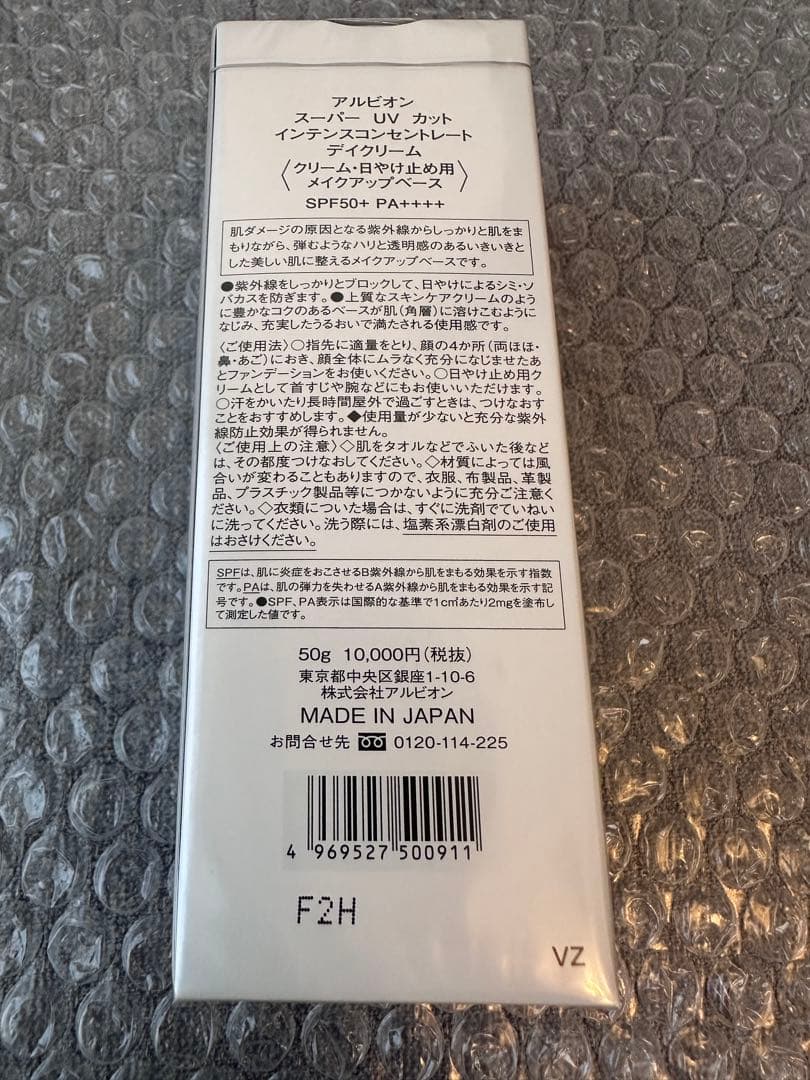 アルビオン
スーパー UV カット
インテンスコンセントレート
デイクリーム
〈クリーム・日やけ止め用
メイクアップベース〉
SPF50+ PA++++
肌ダメージの原因となる紫外線からしっかりと肌をま
もりながら、弾むようなハリと透明感のあるいきいきと
した美しい肌に整えるメイクアップベースです。
●紫外線をしっかりとブロックして、日やけによるシミ・ソ
バカスを防ぎます。●上質なスキンケアクリームのよう
に豊かなコクのあるベースが肌(角層)に溶けこむように
なじみ、充実したうるおいで満たされる使用感です。
〈ご使用法〉○指先に適量をとり、顔の4か所(両ほほ・
鼻・あご)におき、顔全体にムラなく充分になじませたあ
とファンデーションをお使いください。○日やけ止め用ク
リームとして首すじや腕などにもお使いいただけます。
○汗をかいたり長時間屋外で過ごすときは、つけなおす
ことをおすすめします。◆使用量が少ないと充分な紫外
線防止効果が得られません。
〈ご使用上の注意〉◇肌をタオルなどでふいた後など
は、その都度つけなおしてください。◇材質によっては風
合いが変わることもありますので、衣服、布製品、革製
品、プラスチック製品等につかないように充分ご注意く
ださい。◇衣類についた場合は、すぐに洗剤でていねい
に洗ってください。洗う際には、塩素系漂白剤のご使用
はおさけください。
SPFは、肌に炎症をおこさせるB紫外線から肌をまもる効果を示す指数
です。PAは、肌の弾力を失わせるA紫外線から肌をまもる効果を示す記
号です。●SPF、PA表示は国際的な基準で1c㎡あたり2mgを塗布し
て測定した値です。
50g 10,000円(税抜)
東京都中央区銀座1-10-6
株式会社アルビオン
MADE IN JAPAN
お問合せ先 0120-114-225
4 969527 500911
F2H
VZ